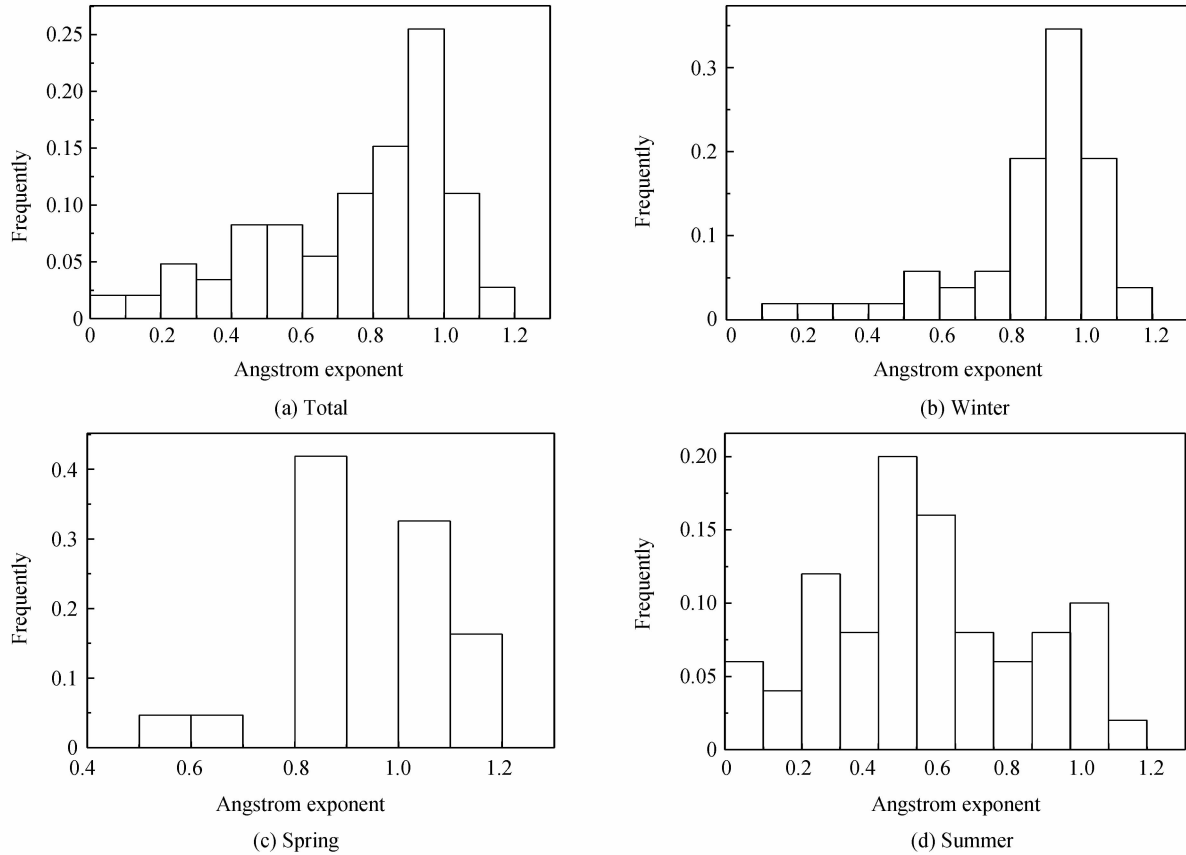 0.25
0.20
0.15
0.10
0.05
0
Frequently
0 0.2 0.4 0.6 0.8 1.0 1.2
Angstrom exponent
(a) Total
0.3
0.2
0.3
0
Frequently
0 0.2 0.4 0.6 0.8 1.0 1.2
Angstrom exponent
(b) Winter
0.4
0.3
0.2
0.1
0
Frequently
0.4 0.6 0.8 1.0 1.2
Angstrom exponent
(c) Spring
0.20
0.15
0.10
0.05
0
Frequently
0 0.2 0.4 0.6 0.8 1.0 1.2
Angstrom exponent
(d) Summer